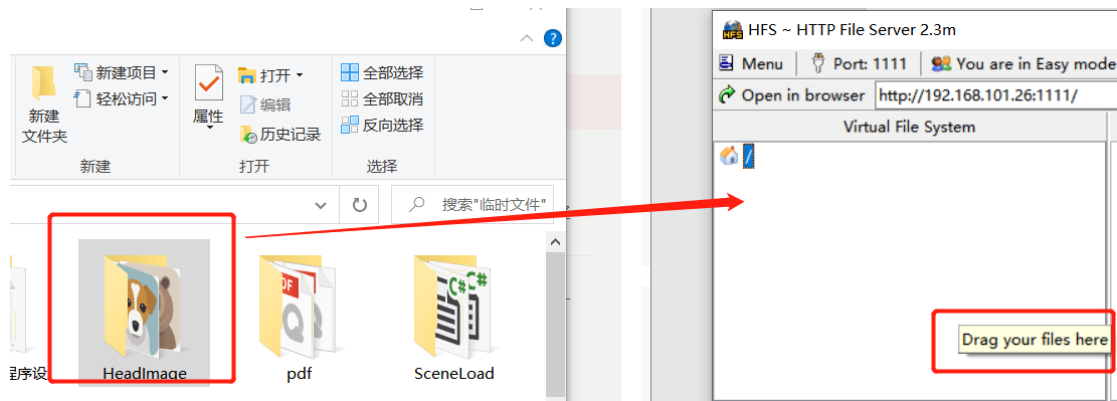 新建项目
轻松访问
新建
文件夹
新建
属性
打开
编辑
历史记录
打开
全部选择
全部取消
反向选择
选择
搜索"临时文件"
程序设
HeadImage
pdf
SceneLoad
PDF
C# C#
HFS ~ HTTP File Server 2.3m
Menu Port: 1111 You are in Easy mode
Open in browser http://192.168.101.26:1111/
Virtual File System
/
Drag your files here